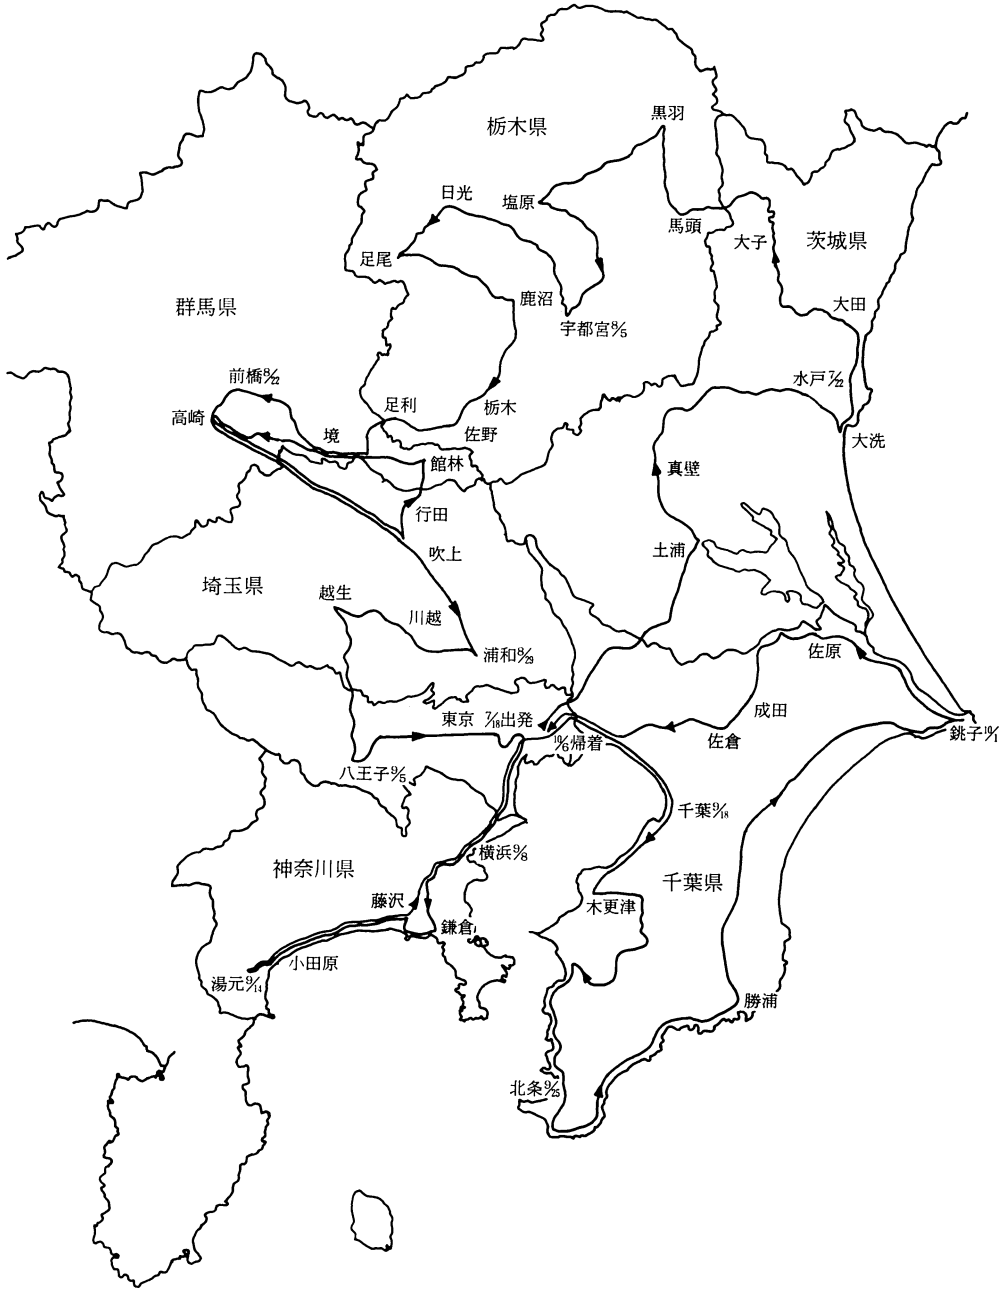 黒羽
栃木県
日光
塩原
馬頭
大子
茨城県
足尾
鹿沼
大田
群馬県
宇都宮8/5
前橋8/22
水戸7/22
足利
栃木
高崎
境
佐野
大洗
館林
真壁
行田
吹上
土浦
埼玉県
越生
川越
浦和8/29
佐原
東京 7/18出発
成田
10/6帰着
佐倉
銚子10/1
八王子9/5
千葉9/18
横浜9/8
神奈川県
千葉県
藤沢
木更津
鎌倉
小田原
湯元9/14
勝浦
北条9/25